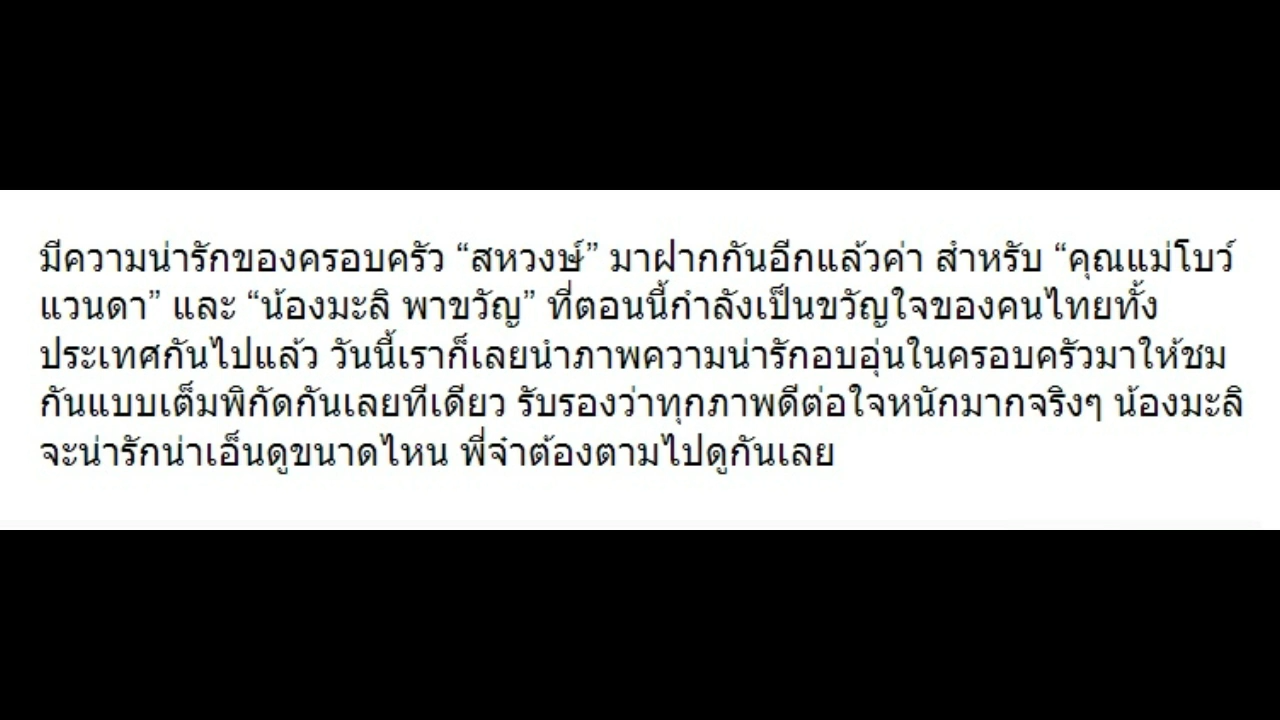 มีความน่ารักของครอบครัว “สหวงษ์” มาฝากกันอีกแล้วค่า สำหรับ “คุณแม่โบว์
แวนดา” และ “น้องมะลิ พาขวัญ” ที่ตอนนี้กำลังเป็นขวัญใจของคนไทยทั้ง
ประเทศกันไปแล้ว วันนี้เราก็เลยนำภาพความน่ารักอบอุ่นในครอบครัวมาให้ชม
กันแบบเต็มพิกัดกันเลยทีเดียว รับรองว่าทุกภาพดีต่อใจหนักมากจริงๆ น้องมะลิ
จะน่ารักน่าเอ็นดูขนาดไหน พี่จ๋าต้องตามไปดูกันเลย